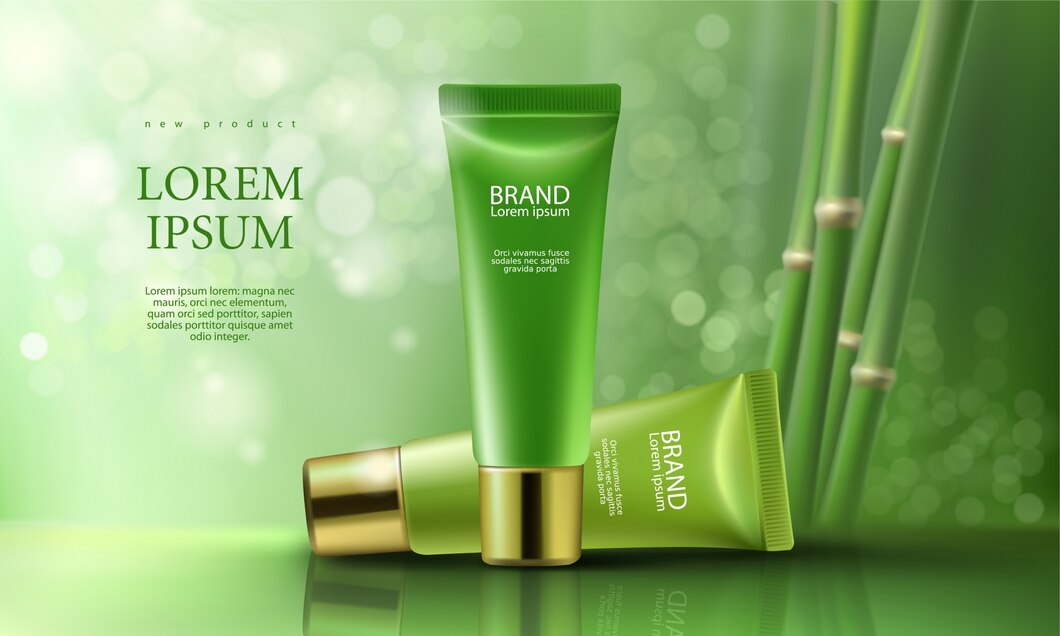 new product
LOREM
IPSUM
Lorem ipsum lorem: magna nec
mauris, orci nec elementum,
quam orci sed porttitor, sapien
sodales porttitor quisque amet
odio integer.
BRAND
Lorem ipsum
Orci vivamus fusce
sodales nec sagittis
gravida porta
BRAND
Lorem ipsum
Orci vivamus fusce
sodales nec sagittis
gravida porta